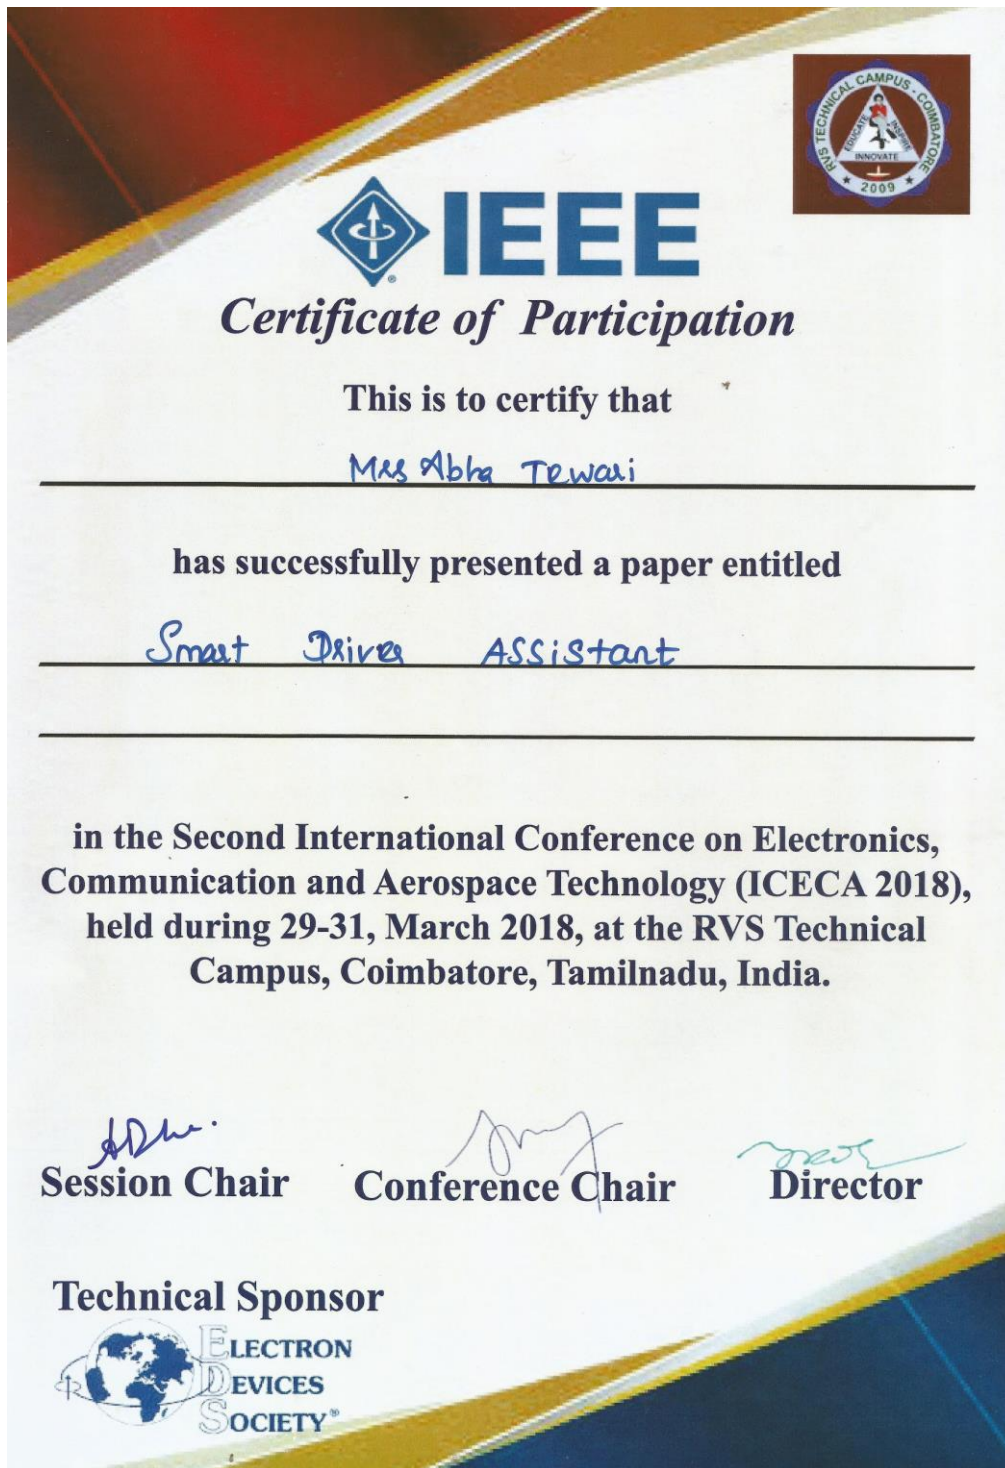 RVS TECHNICAL CAMPUS - COIMBATORE
EDUCATE INSPIRE
INNOVATE
★ 2009 ★
IEEE
®
Certificate of Participation
This is to certify that
Mrs Abha Tewari
has successfully presented a paper entitled
Smart Driver ASSistant
in the Second International Conference on Electronics,
Communication and Aerospace Technology (ICECA 2018),
held during 29-31, March 2018, at the RVS Technical
Campus, Coimbatore, Tamilnadu, India.
Session Chair Conference Chair Director
Technical Sponsor
ELECTRON
DEVICES
SOCIETY®